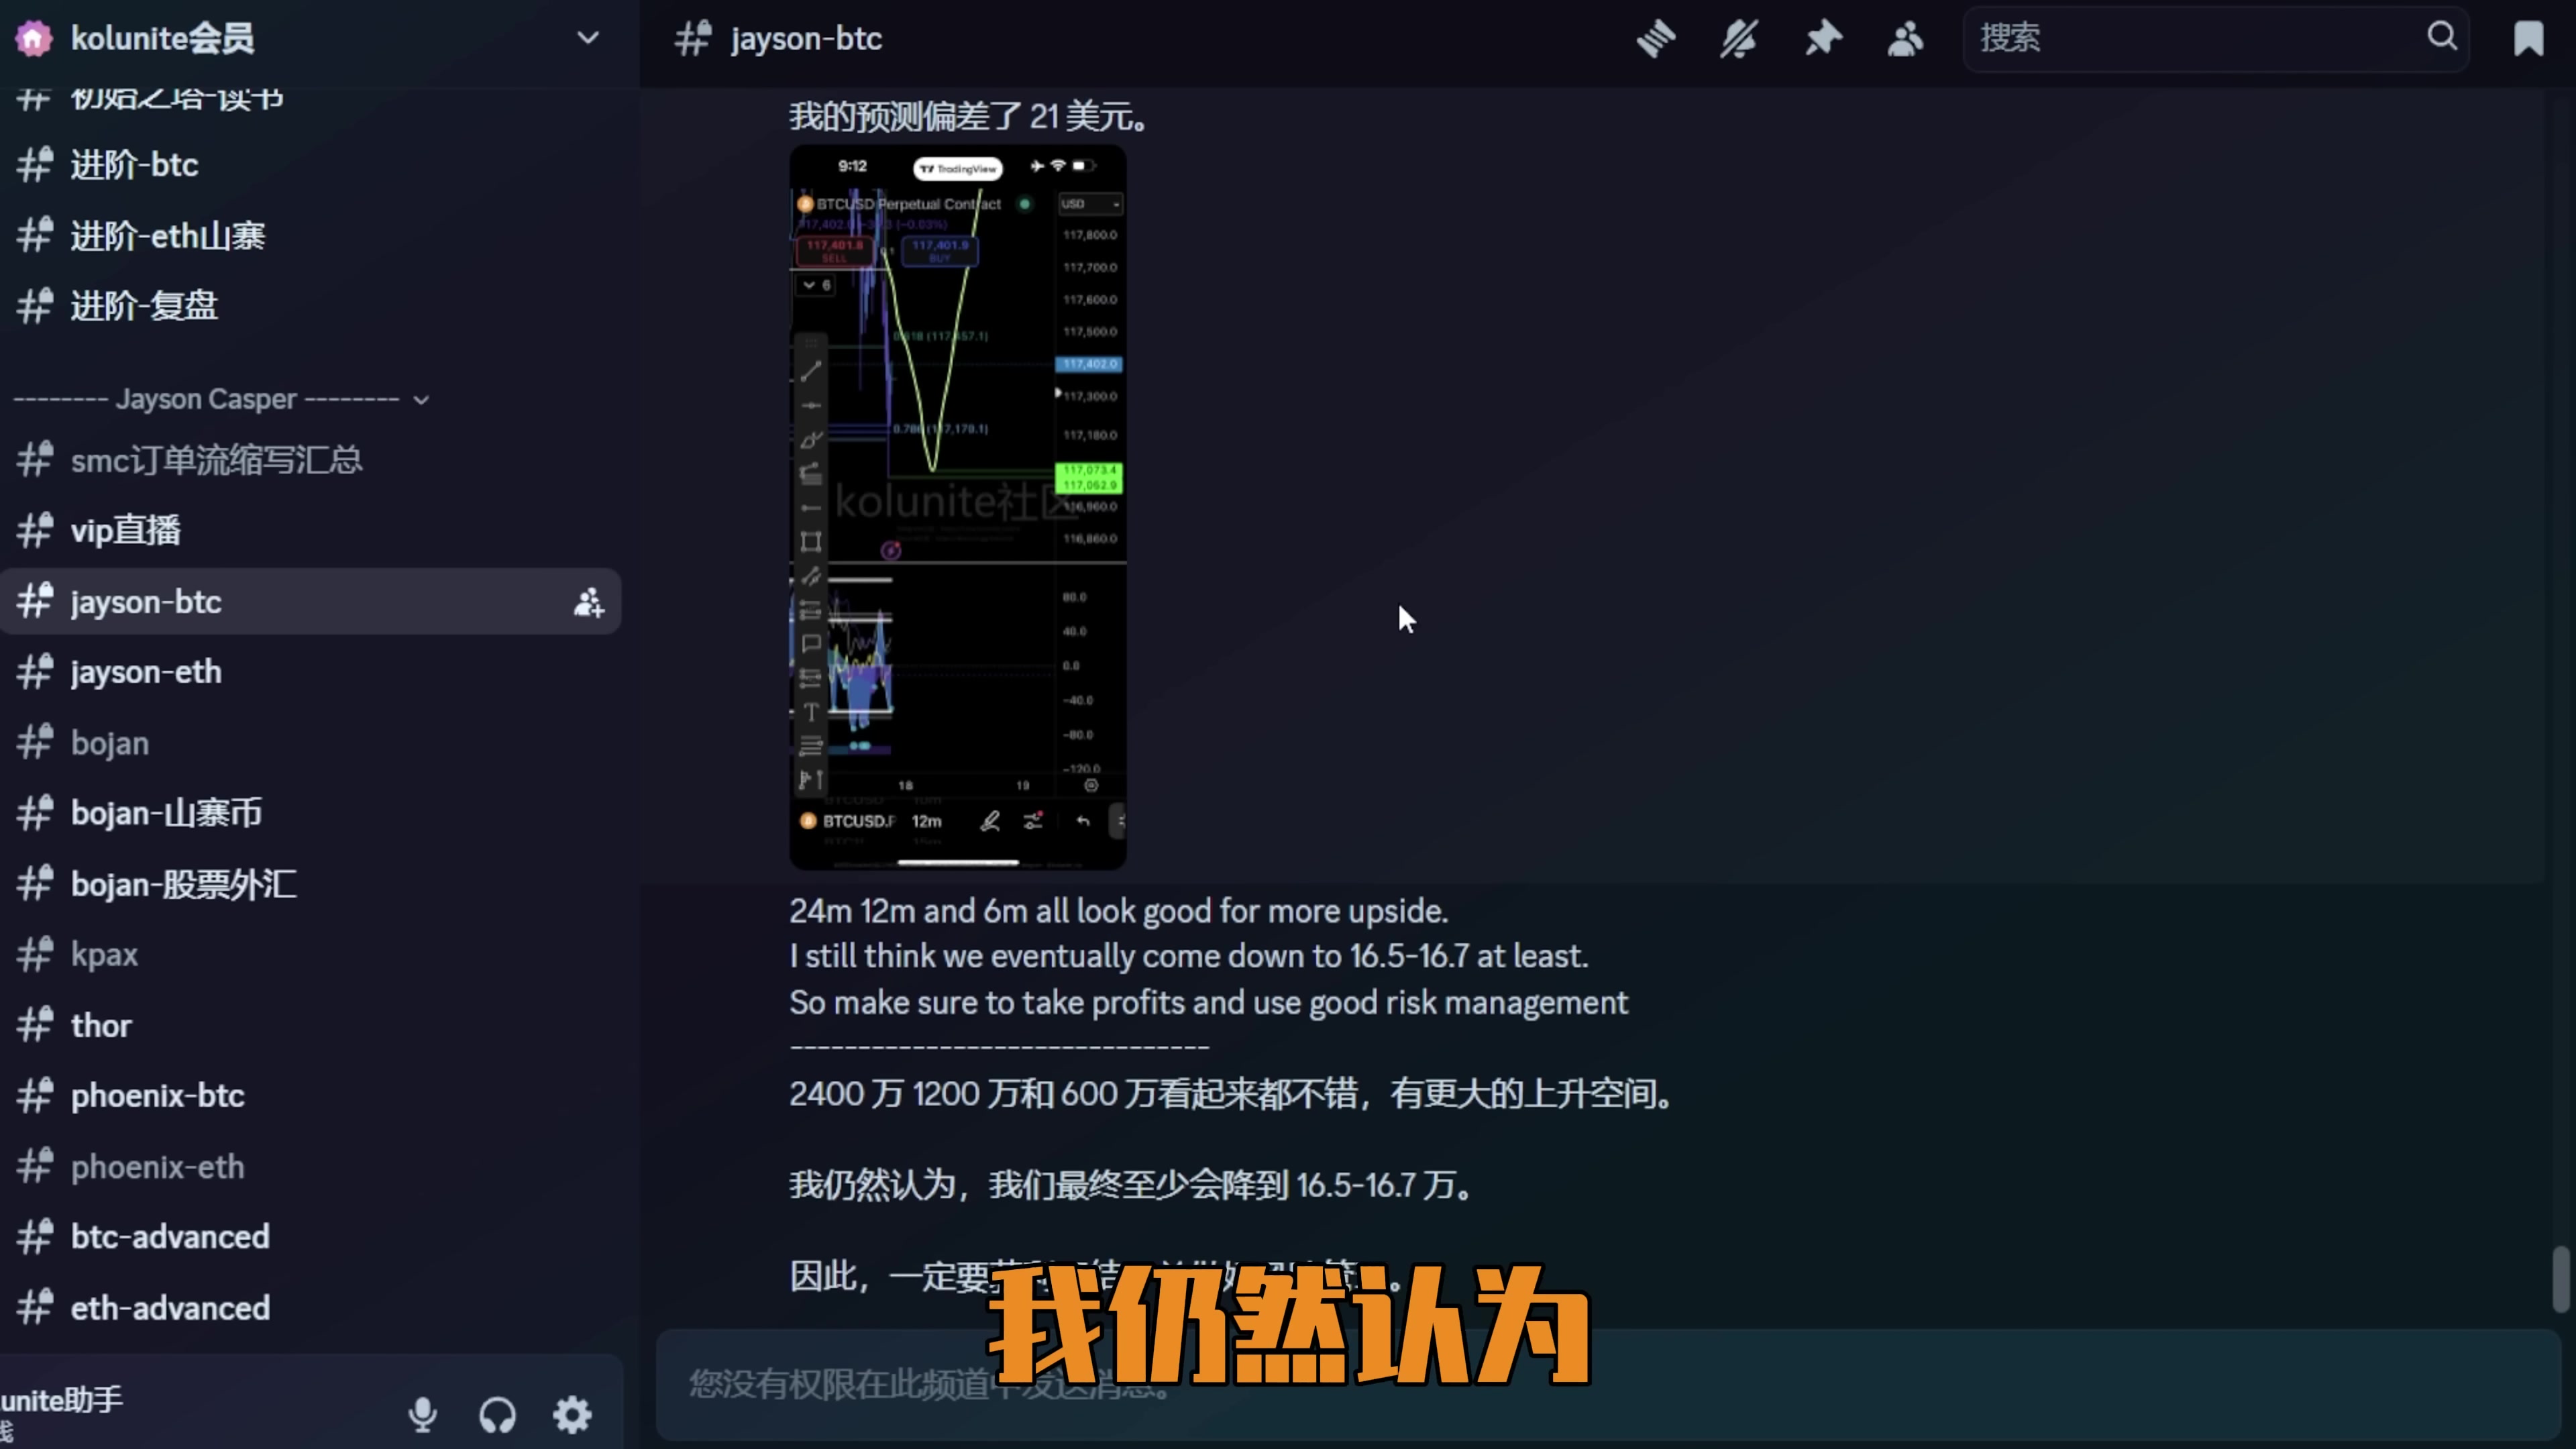 kolunite会员
初始之塔-读书
进阶-btc
进阶-eth山寨
进阶-复盘
-------- Jayson Casper --------
smc订单流缩写汇总
vip直播
jayson-btc
jayson-eth
bojan
bojan-山寨币
bojan-股票外汇
kpax
thor
phoenix-btc
phoenix-eth
btc-advanced
eth-advanced
unite助手
jayson-btc
搜索
我的预测偏差了 21 美元。
9:12
TradingView
BTCUSD Perpetual Contract
USD
117,401.8
SELL
117,401.9
BUY
6
117,800.0
117,700.0
117,600.0
117,500.0
117,402.0
117,300.0
117,180.0
117,073.4
117,052.9
116,960.0
116,860.0
kolunite社区
80.0
40.0
0.0
-40.0
-80.0
-120.0
18
19
BTCUSD.P
12m
24m 12m and 6m all look good for more upside.
I still think we eventually come down to 16.5-16.7 at least.
So make sure to take profits and use good risk management
-------------------------------
2400 万 1200 万和 600 万看起来都不错，有更大的上升空间。
我仍然认为，我们最终至少会降到 16.5-16.7 万。
因此，一定要
我仍然认为
您没有权限在此频道中发送消息。